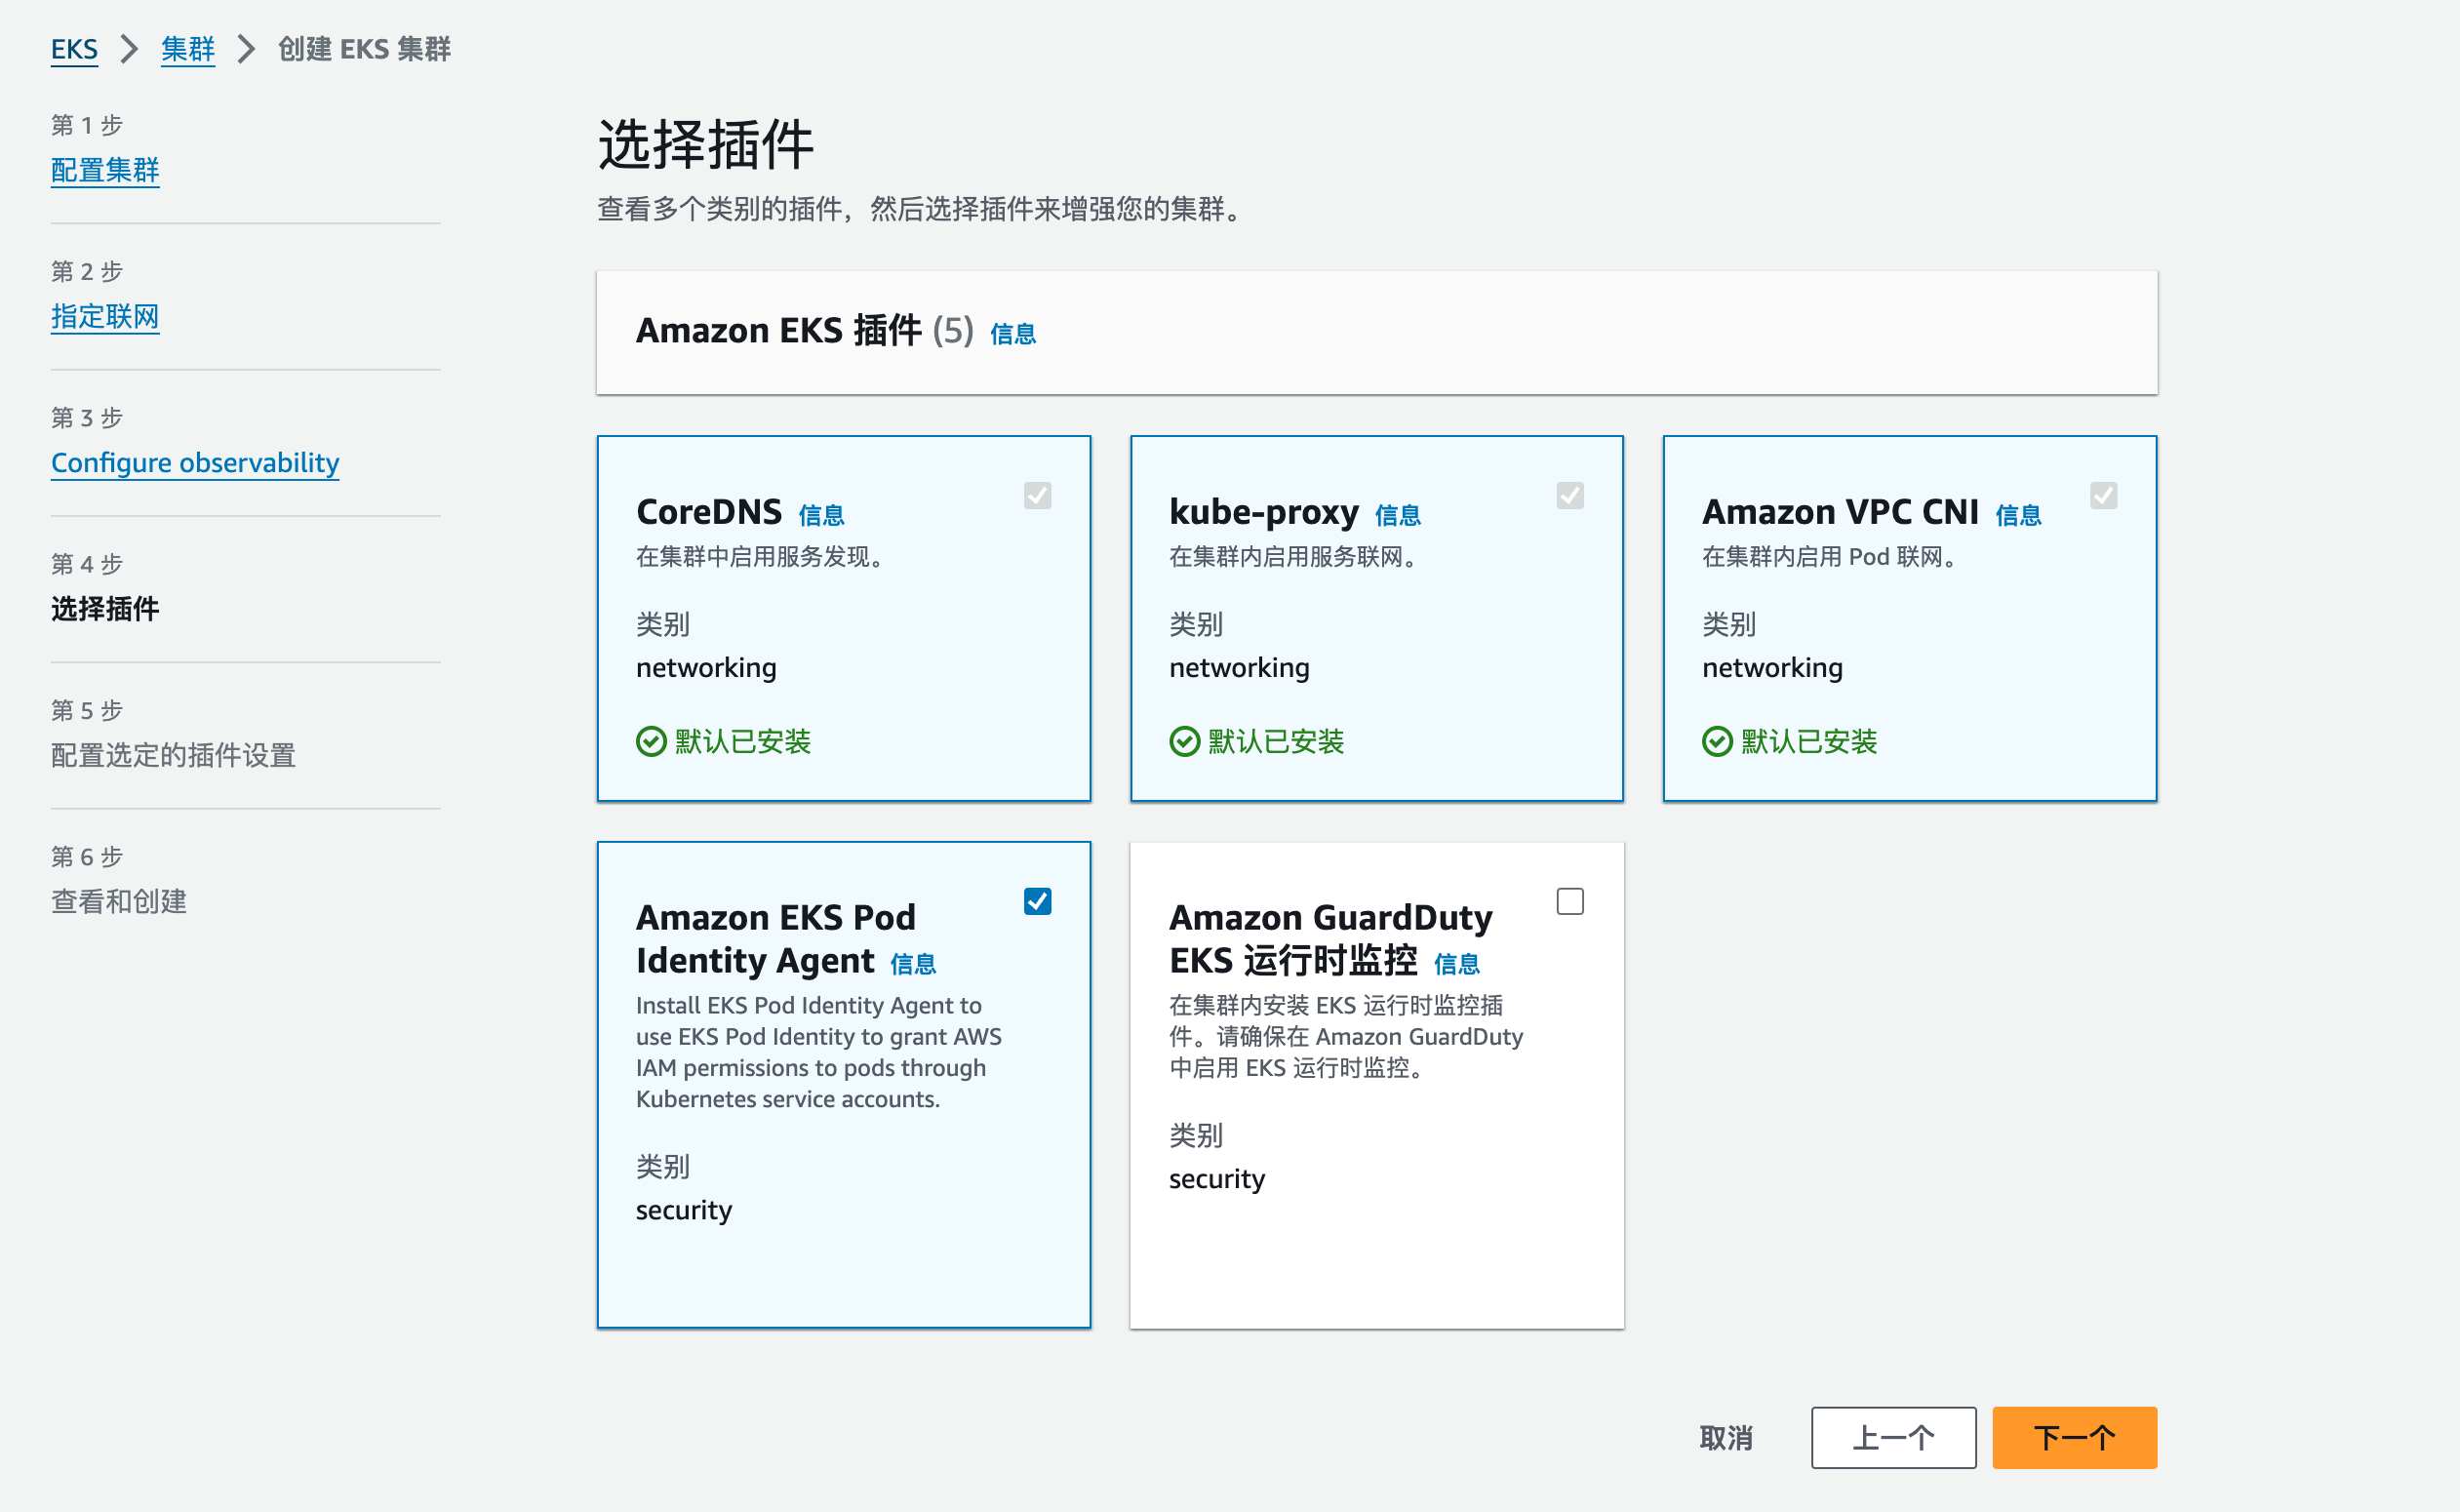 EKS > 集群 > 创建 EKS 集群
第 1 步
配置集群
第 2 步
指定联网
第 3 步
Configure observability
第 4 步
选择插件
第 5 步
配置选定的插件设置
第 6 步
查看和创建
选择插件
查看多个类别的插件，然后选择插件来增强您的集群。
Amazon EKS 插件 (5) 信息
CoreDNS 信息
在集群中启用服务发现。
类别
networking
默认已安装
kube-proxy 信息
在集群内启用服务联网。
类别
networking
默认已安装
Amazon VPC CNI 信息
在集群内启用 Pod 联网。
类别
networking
默认已安装
Amazon EKS Pod
Identity Agent 信息
Install EKS Pod Identity Agent to
use EKS Pod Identity to grant AWS
IAM permissions to pods through
Kubernetes service accounts.
类别
security
Amazon GuardDuty
EKS 运行时监控 信息
在集群内安装 EKS 运行时监控插
件。请确保在 Amazon GuardDuty
中启用 EKS 运行时监控。
类别
security
取消
上一个
下一个